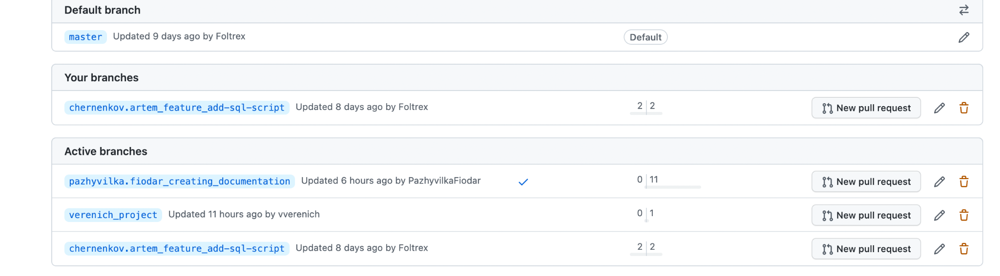 Default branch
master Updated 9 days ago by Foltrex Default
Your branches
chernenkov.artem_feature_add-sql-script Updated 8 days ago by Foltrex 2 2 New pull request
Active branches
pazhyvilka.fiodar_creating_documentation Updated 6 hours ago by PazhyvilkaFiodar 0 11 New pull request
verenich_project Updated 11 hours ago by vverenich 0 1 New pull request
chernenkov.artem_feature_add-sql-script Updated 8 days ago by Foltrex 2 2 New pull request